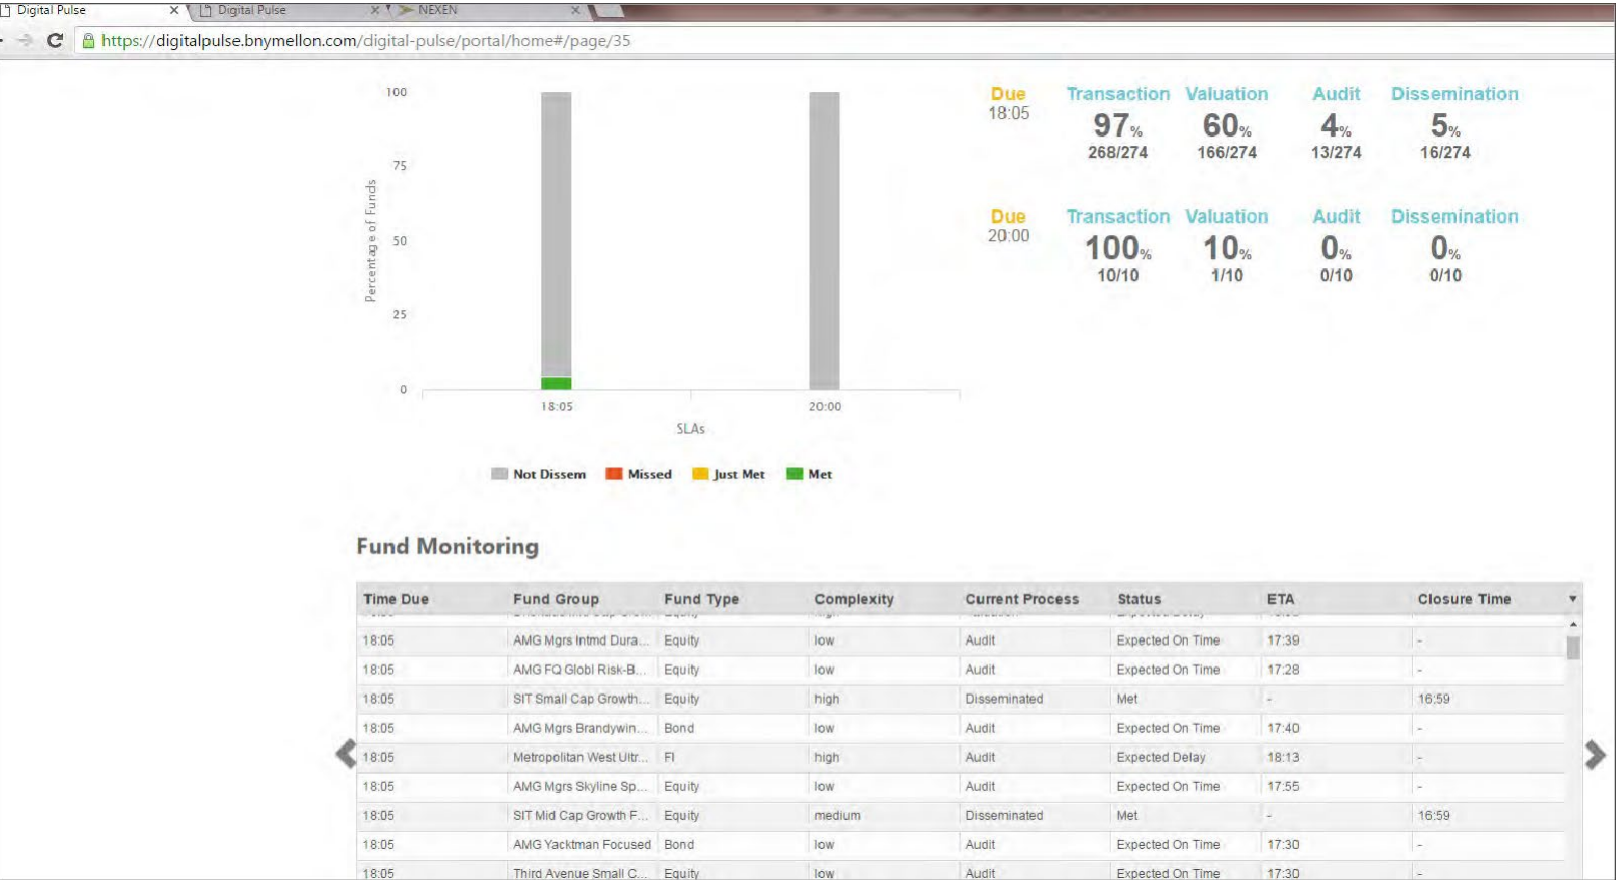 Digital Pulse × Digital Pulse × NEXEN ×
https://digitalpulse.bnymellon.com/digital-pulse/portal/home#/page/35
100
75
50
25
0
Percentage of Funds
18:05 20:00
SLAs
Not Dissem Missed Just Met Met
Due Transaction Valuation Audit Dissemination
18:05 97% 60% 4% 5%
268/274 166/274 13/274 16/274
Due Transaction Valuation Audit Dissemination
20:00 100% 10% 0% 0%
10/10 1/10 0/10 0/10
Fund Monitoring
Time Due Fund Group Fund Type Complexity Current Process Status ETA Closure Time
18:05 AMG Mgrs Intmd Dura... Equity low Audit Expected On Time 17:39 -
18:05 AMG FQ Globl Risk-B... Equity low Audit Expected On Time 17:28 -
18:05 SIT Small Cap Growth... Equity high Disseminated Met - 16:59
18:05 AMG Mgrs Brandywin... Bond low Audit Expected On Time 17:40 -
18:05 Metropolitan West Ultr... FI high Audit Expected Delay 18:13 -
18:05 AMG Mgrs Skyline Sp... Equity low Audit Expected On Time 17:55 -
18:05 SIT Mid Cap Growth F... Equity medium Disseminated Met - 16:59
18:05 AMG Yacktman Focused Bond low Audit Expected On Time 17:30 -
18:05 Third Avenue Small C... Equity low Audit Expected On Time 17:30 -